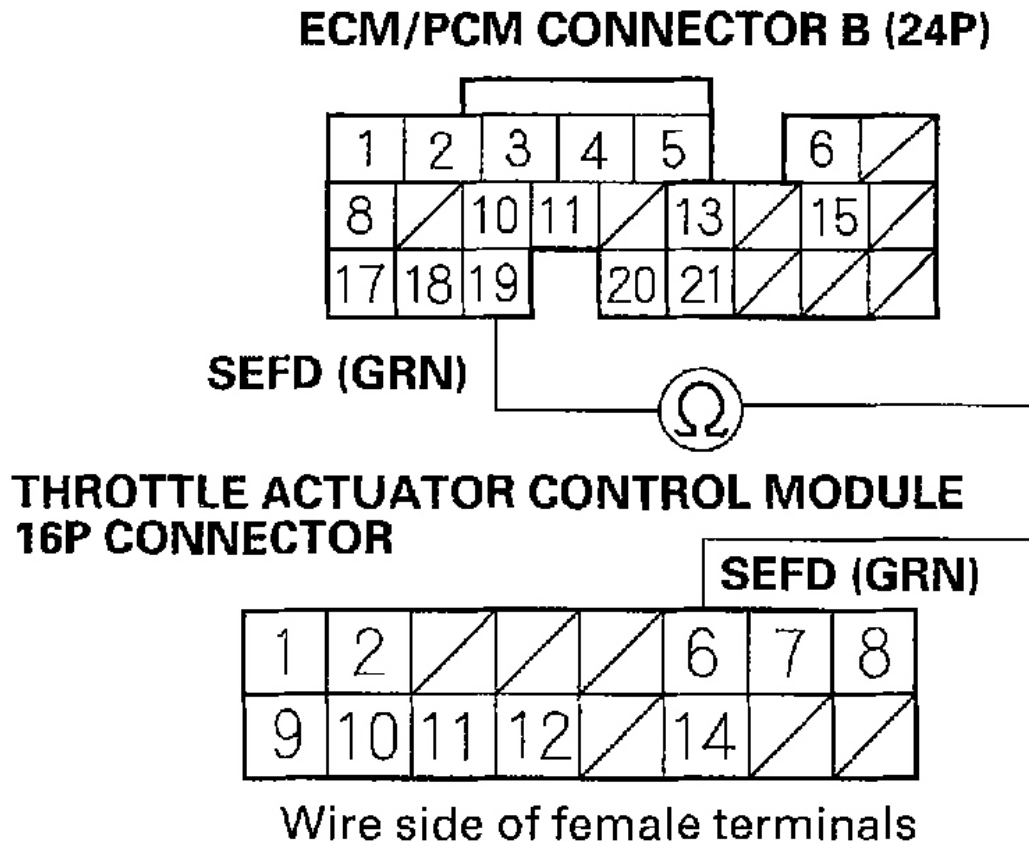 ECM/PCM CONNECTOR B (24P)
1 2 3 4 5 6
8 10 11 13 15
17 18 19 20 21
SEFD (GRN)
Ω
THROTTLE ACTUATOR CONTROL MODULE
16P CONNECTOR
SEFD (GRN)
1 2 6 7 8
9 10 11 12 14
Wire side of female terminals